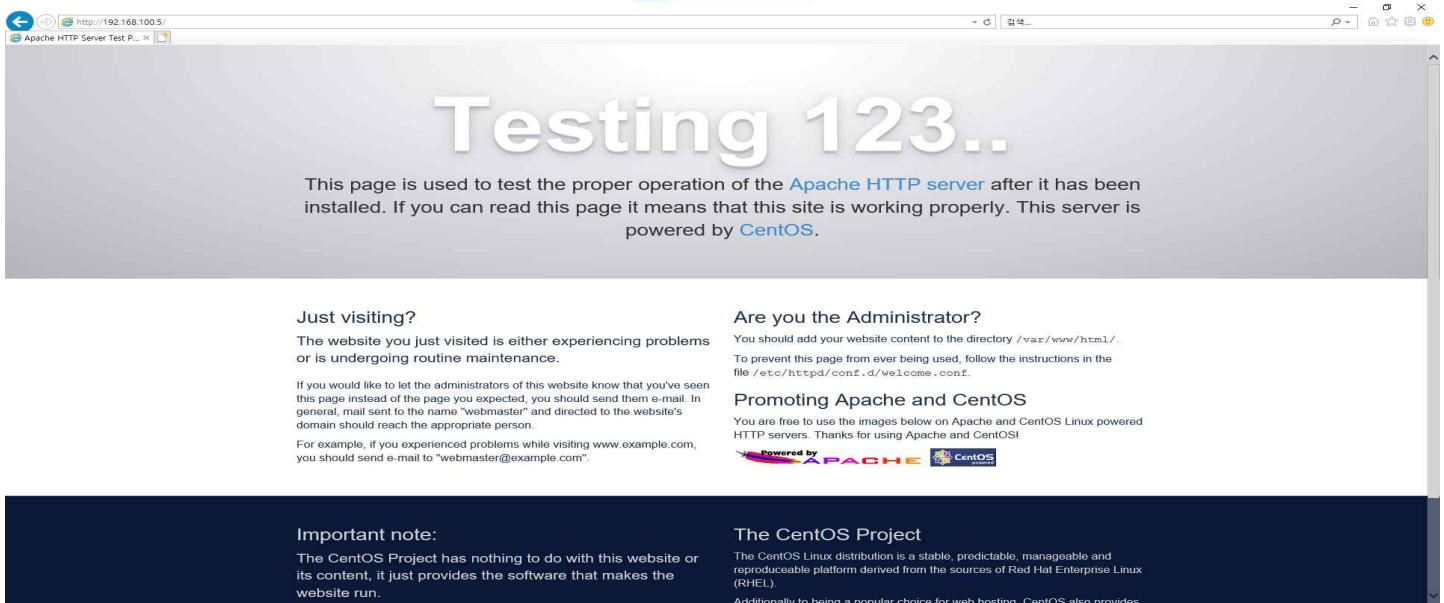 http://192.168.100.5/
검색...
Apache HTTP Server Test P...
Testing 123..
This page is used to test the proper operation of the Apache HTTP server after it has been
installed. If you can read this page it means that this site is working properly. This server is
powered by CentOS.
Just visiting?
The website you just visited is either experiencing problems
or is undergoing routine maintenance.
If you would like to let the administrators of this website know that you've seen
this page instead of the page you expected, you should send them e-mail. In
general, mail sent to the name "webmaster" and directed to the website's
domain should reach the appropriate person.
For example, if you experienced problems while visiting www.example.com,
you should send e-mail to "webmaster@example.com".
Are you the Administrator?
You should add your website content to the directory /var/www/html/.
To prevent this page from ever being used, follow the instructions in the
file /etc/httpd/conf.d/welcome.conf.
Promoting Apache and CentOS
You are free to use the images below on Apache and CentOS Linux powered
HTTP servers. Thanks for using Apache and CentOS!
Powered by
APACHE
CentOS
powered
Important note:
The CentOS Project has nothing to do with this website or
its content, it just provides the software that makes the
website run.
The CentOS Project
The CentOS Linux distribution is a stable, predictable, manageable and
reproduceable platform derived from the sources of Red Hat Enterprise Linux
(RHEL).
Additionally to being a popular choice for web hosting, CentOS also provides